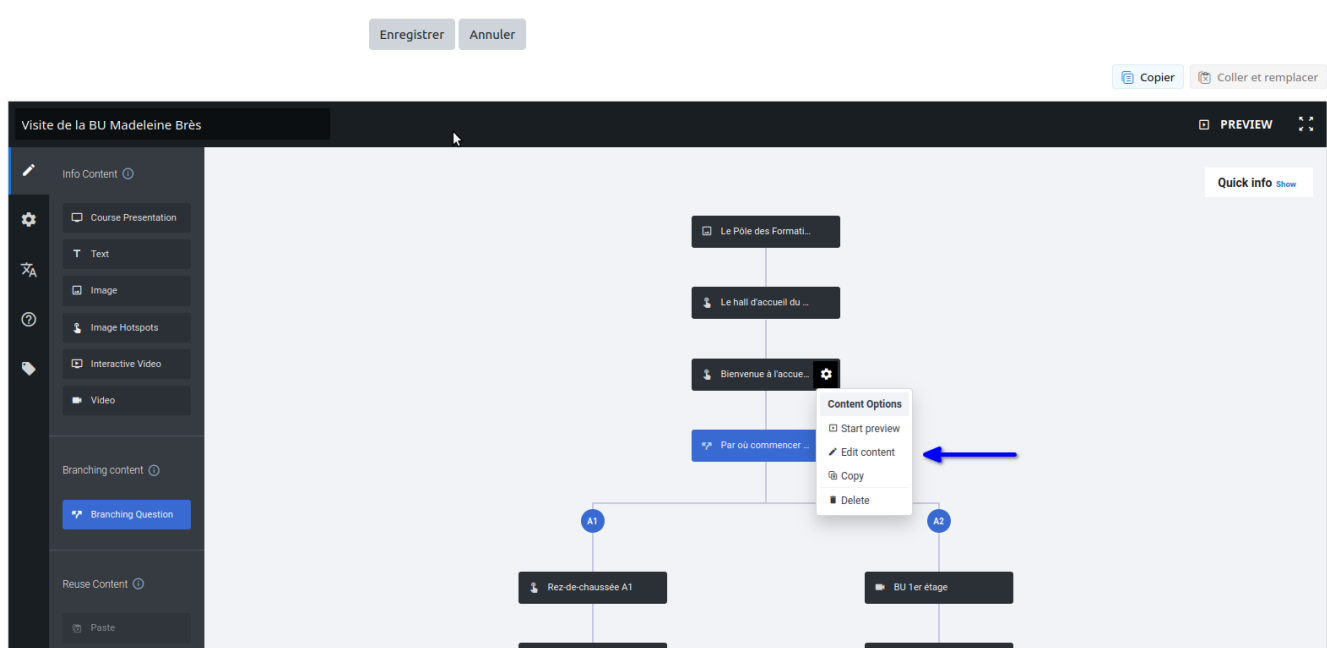 Enregistrer Annuler
Copier Coller et remplacer
Visite de la BU Madeleine Brès PREVIEW
Info Content
Quick info Show
Course Presentation
Text
Image
Image Hotspots
Interactive Video
Video
Branching content
Branching Question
Reuse Content
Paste
Le Pôle des Formati...
Le hall d'accueil du ...
Bienvenue à l'accue...
Content Options
Start preview
Edit content
Copy
Delete
Par où commencer ...
A1 A2
Rez-de-chaussée A1 BU 1er étage